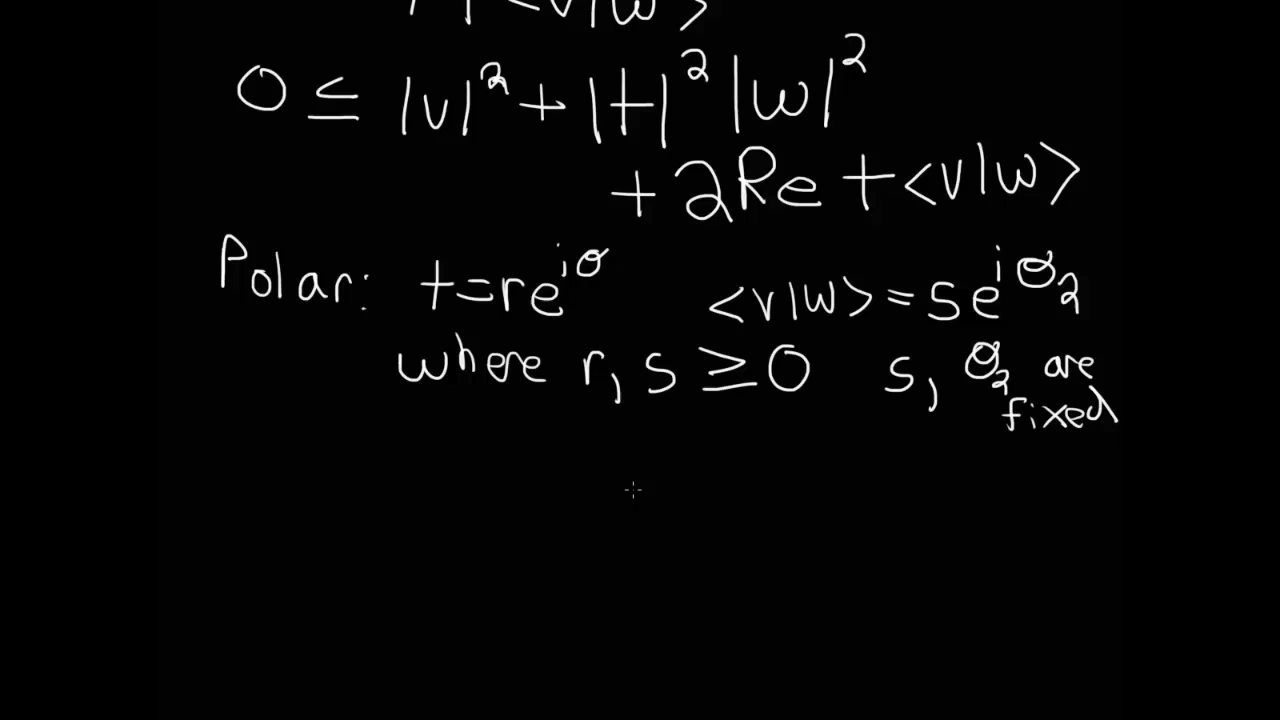 <v|w>
0 ≤ |v|² + |t|² |w|²
+ 2Re t <v|w>
Polar: t = re^{iθ} <v|w> = se^{iθ₂}
where r, s ≥ 0 s, θ₂ are
fixed